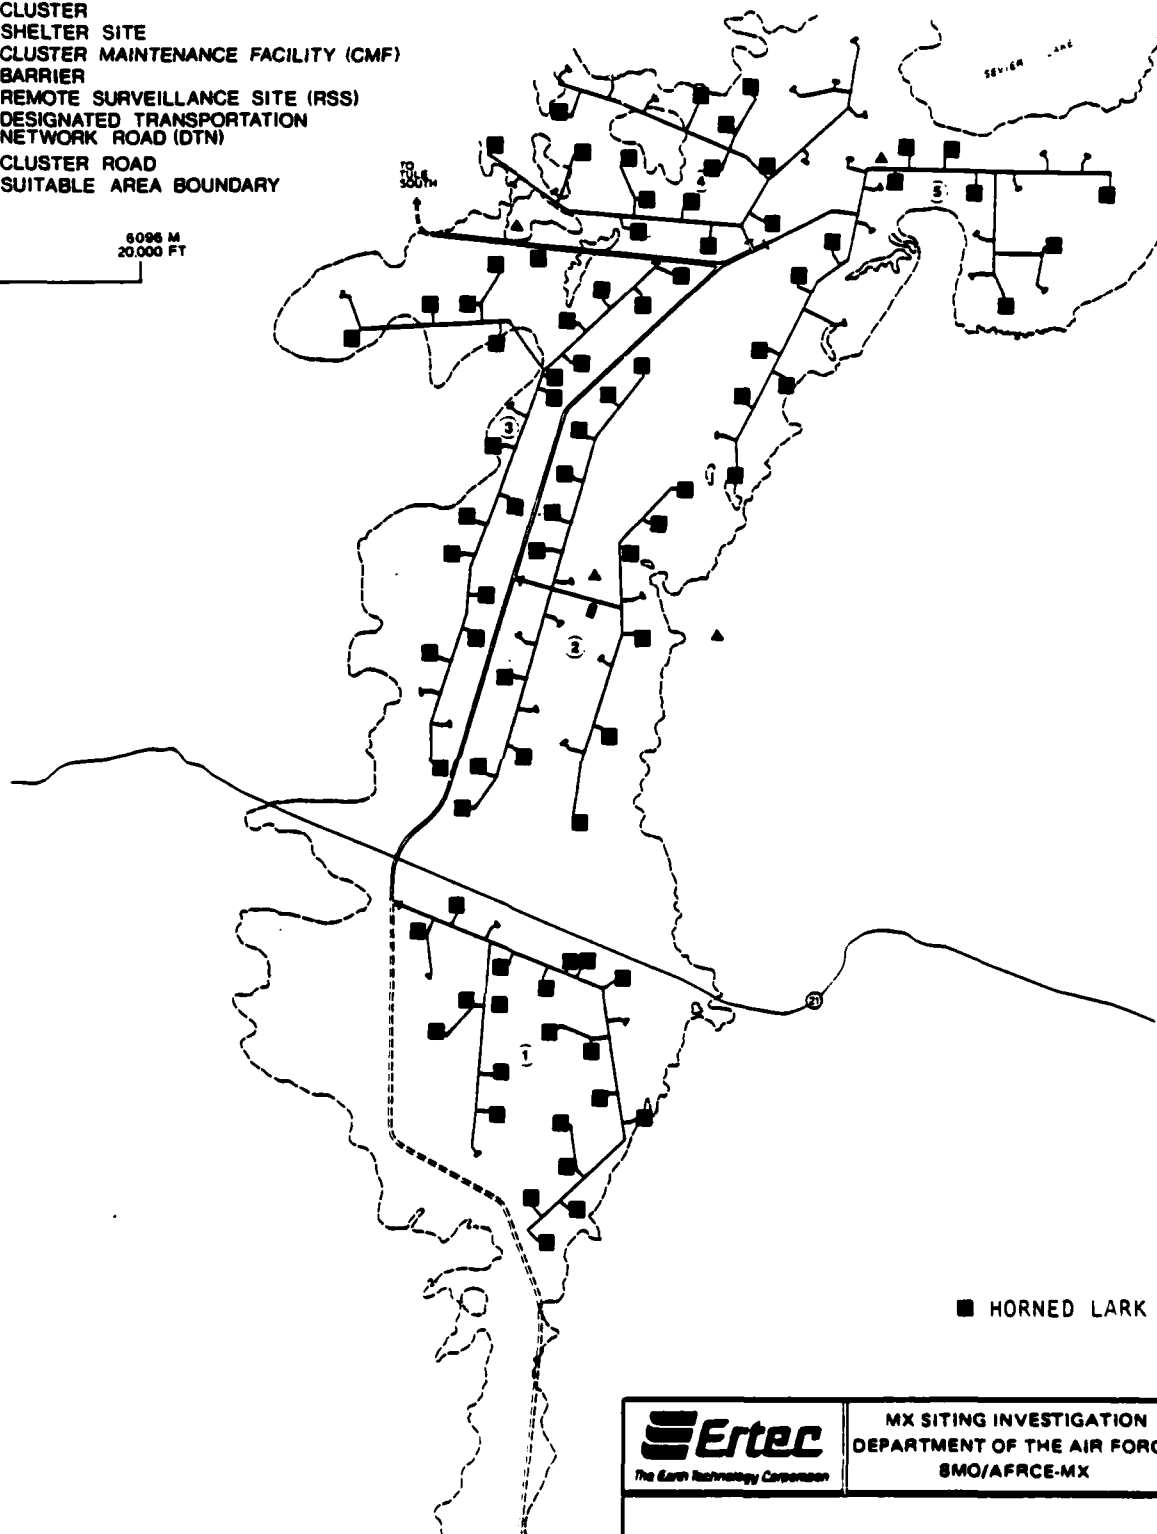 CLUSTER
SHELTER SITE
CLUSTER MAINTENANCE FACILITY (CMF)
BARRIER
REMOTE SURVEILLANCE SITE (RSS)
DESIGNATED TRANSPORTATION
NETWORK ROAD (DTN)
CLUSTER ROAD
SUITABLE AREA BOUNDARY
6096 M
20,000 FT
TO
TULE
SOUTH
SEVIER LAKE
4
5
3
2
21
1
HORNED LARK
Ertec
The Earth Technology Corporation
MX SITING INVESTIGATION
DEPARTMENT OF THE AIR FORC
BMO/AFRCE-MX